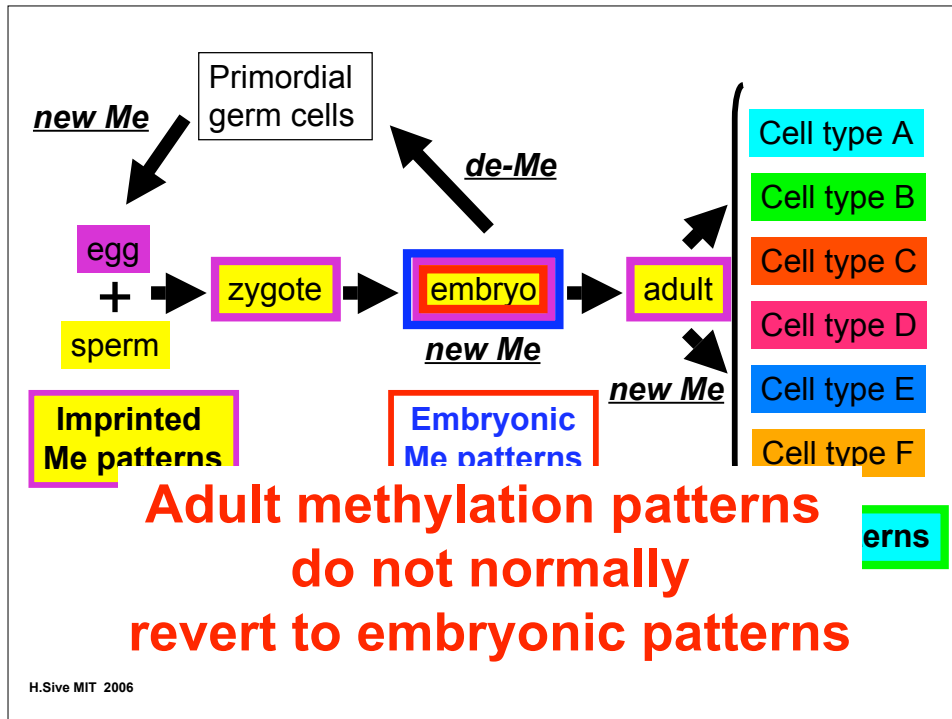 Primordial
germ cells
new Me
de-Me
egg
+
sperm
zygote
embryo
adult
new Me
new Me
Cell type A
Cell type B
Cell type C
Cell type D
Cell type E
Cell type F
Imprinted
Me patterns
Embryonic
Me patterns
erns
Adult methylation patterns
do not normally
revert to embryonic patterns
H.Sive MIT 2006